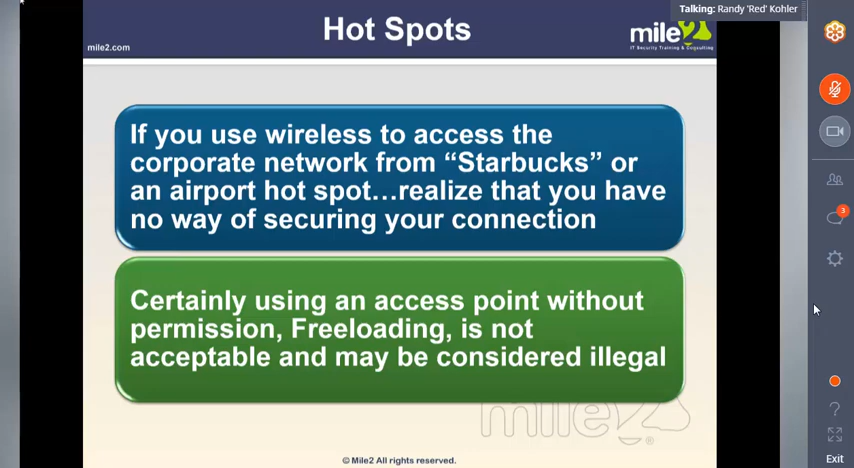 Talking: Randy 'Red' Kohler
Hot Spots
mile2.com
mile2
IT Security Training & Consulting
If you use wireless to access the
corporate network from “Starbucks” or
an airport hot spot…realize that you have
no way of securing your connection
Certainly using an access point without
permission, Freeloading, is not
acceptable and may be considered illegal
mile2
®
© Mile2 All rights reserved.
3
?
Exit